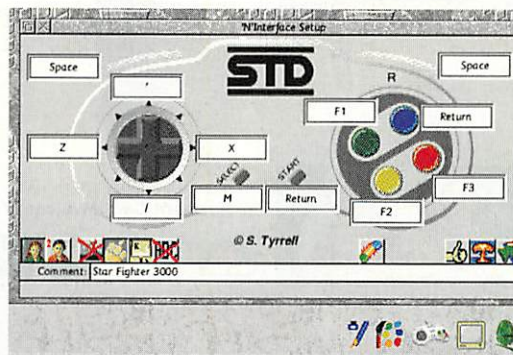 'N'Interface Setup
Space
STD
R
Space
'
F1
Return
Z
X
SELECT
START
F3
/
M
Return
F2
© S. Tyrrell
Comment: Star Fighter 3000